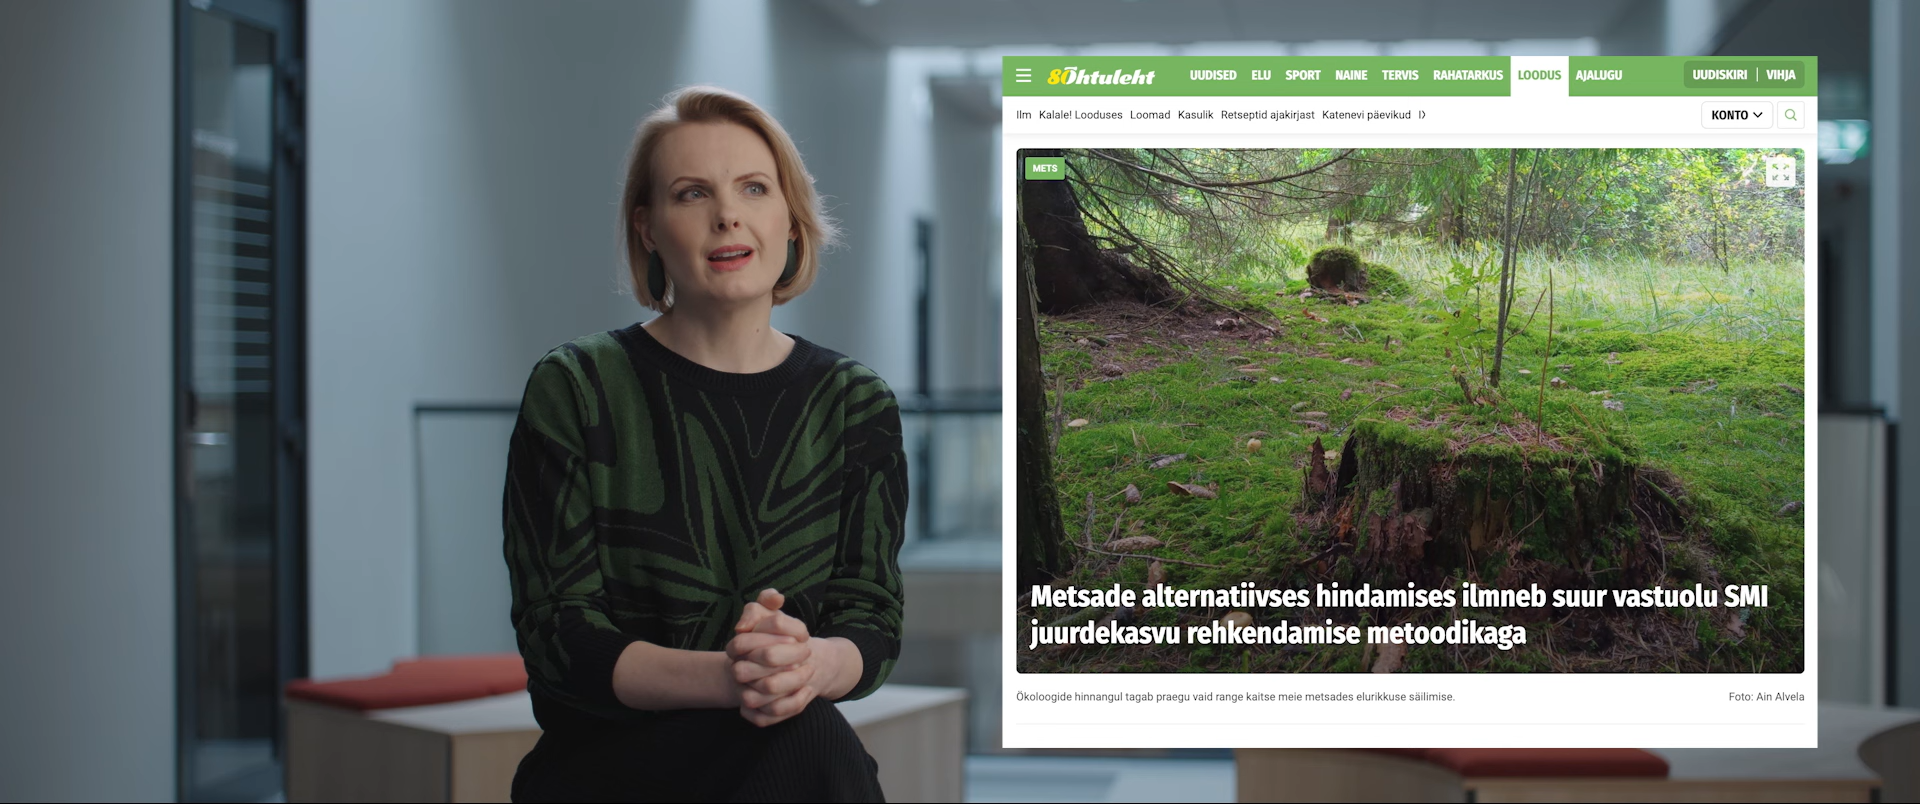 80 Õhtuleht
UUDISED ELU SPORT NAINE TERVIS RAHATARKUS LOODUS AJALUGU
UUDISKIRI | VIHJA
Ilm Kalale! Looduses Loomad Kasulik Retseptid ajakirjast Katenevi päevikud
KONTO
METS
Metsade alternatiivses hindamises ilmneb suur vastuolu SMI
juurdekasvu rehkendamise metoodikaga
Ökoloogide hinnangul tagab praegu vaid range kaitse meie metsades elurikkuse säilimise.
Foto: Ain Alvela